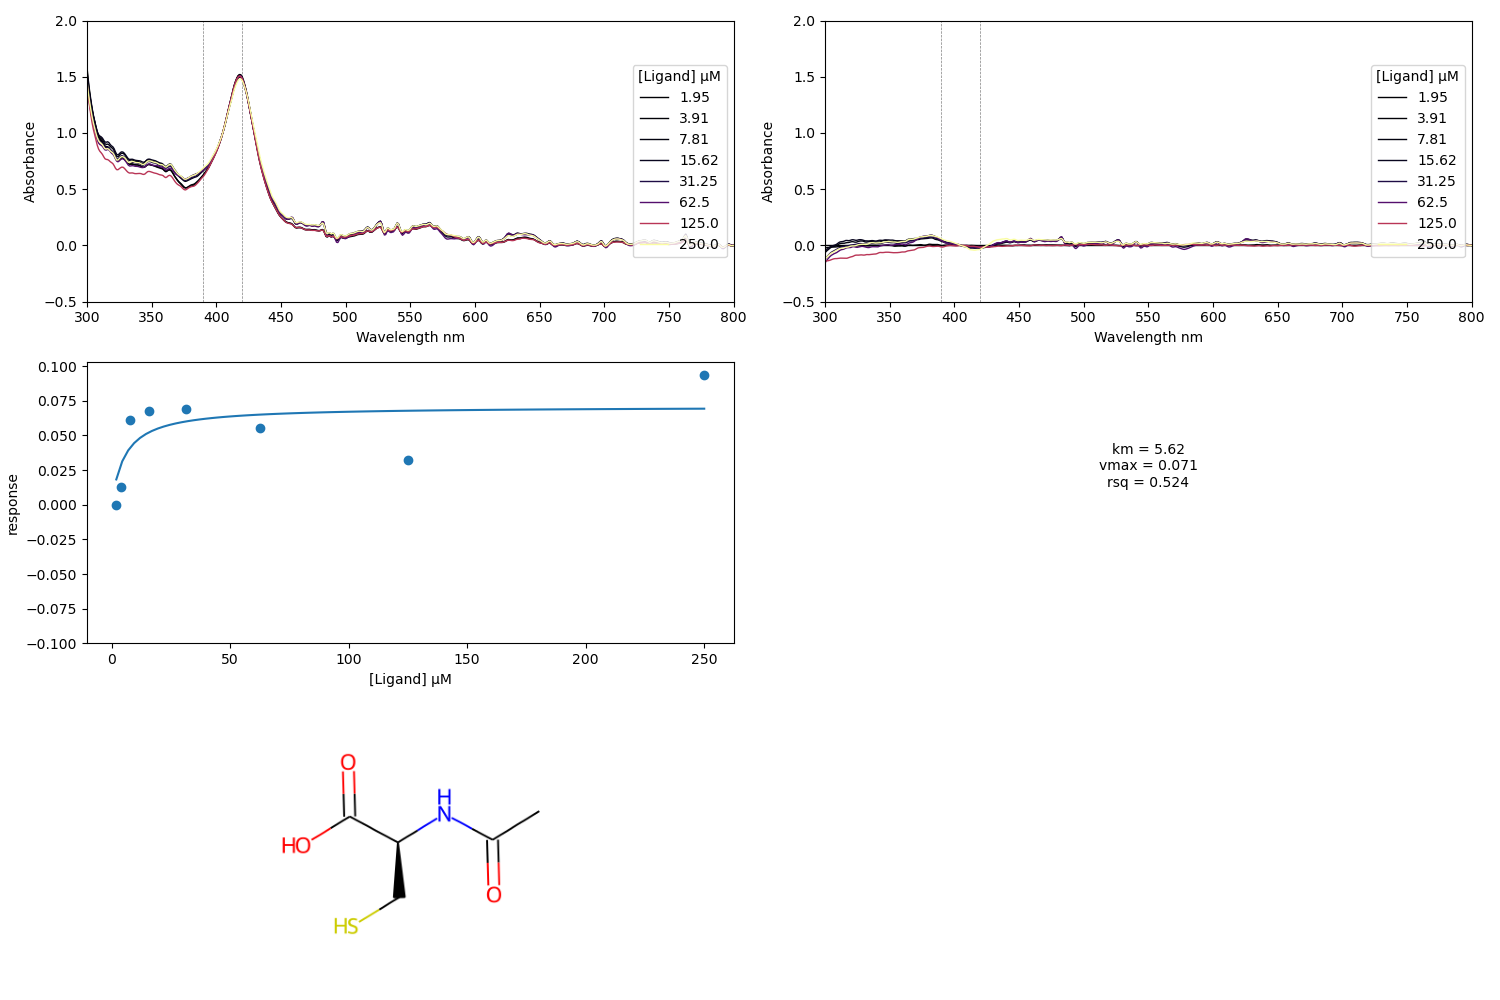 2.0
1.5
1.0
0.5
0.0
−0.5
Absorbance
300 350 400 450 500 550 600 650 700 750 800
Wavelength nm
[Ligand] µM
1.95
3.91
7.81
15.62
31.25
62.5
125.0
250.0
2.0
1.5
1.0
0.5
0.0
−0.5
Absorbance
300 350 400 450 500 550 600 650 700 750 800
Wavelength nm
[Ligand] µM
1.95
3.91
7.81
15.62
31.25
62.5
125.0
250.0
0.100
0.075
0.050
0.025
0.000
−0.025
−0.050
−0.075
−0.100
response
0 50 100 150 200 250
[Ligand] µM
km = 5.62
vmax = 0.071
rsq = 0.524
O
H
N
HO
O
HS